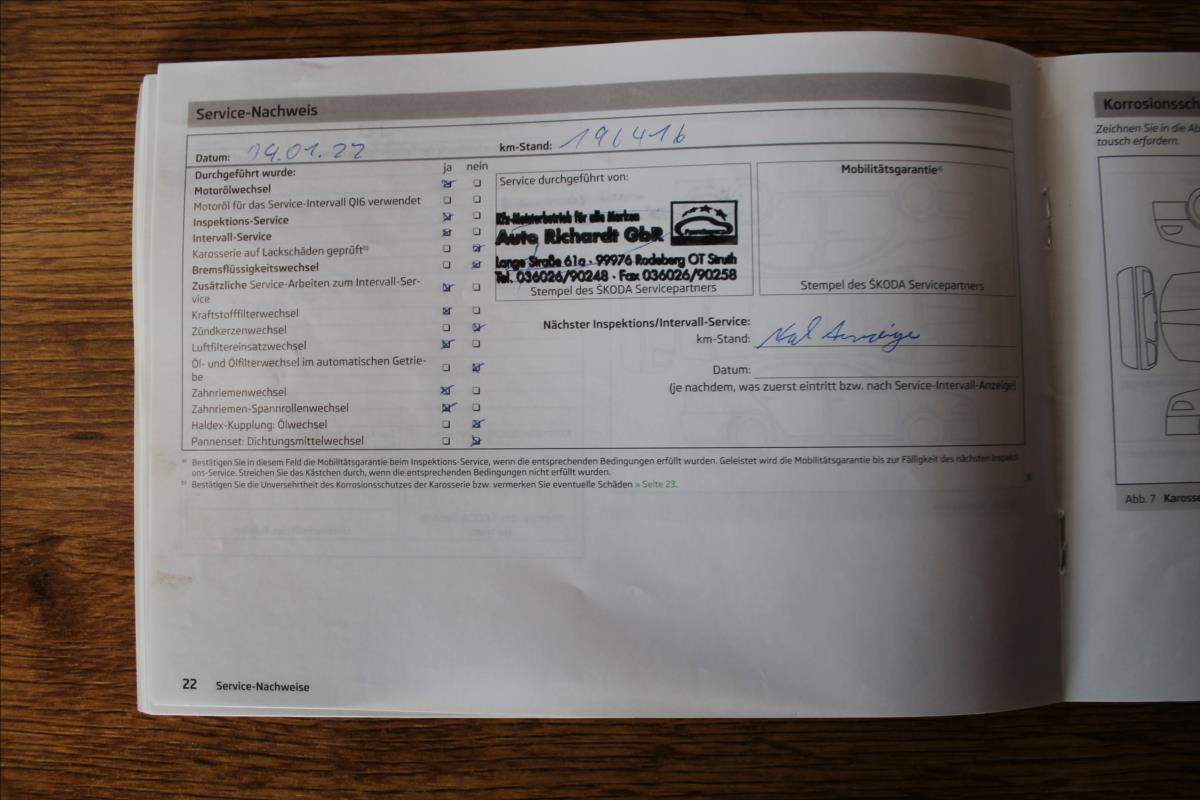 Service-Nachweis
Datum: 19.01.22
km-Stand: 196416
Durchgeführt wurde: ja nein
Motorölwechsel
Motoröl für das Service-Intervall QI6 verwendet
Inspektions-Service
Intervall-Service
Karosserie auf Lackschäden geprüft b)
Bremsflüssigkeitswechsel
Zusätzliche Service-Arbeiten zum Intervall-Ser-
vice
Kraftstofffilterwechsel
Zündkerzenwechsel
Luftfiltereinsatzwechsel
Öl- und Ölfilterwechsel im automatischen Getrie-
be
Zahnriemenwechsel
Zahnriemen-Spannrollenwechsel
Haldex-Kupplung: Ölwechsel
Pannenset: Dichtungsmittelwechsel
Service durchgeführt von:
Kfz-Meisterbetrieb für alle Marken
Auto Richardt GbR
Lange Straße 61a · 99976 Rodeberg OT Struth
Tel. 036026/90248 · Fax 036026/90258
Stempel des ŠKODA Servicepartners
Mobilitätsgarantie a)
Stempel des ŠKODA Servicepartners
Nächster Inspektions/Intervall-Service:
km-Stand: Anzeige
Datum:
(je nachdem, was zuerst eintritt bzw. nach Service-Intervall-Anzeige)
a) Bestätigen Sie in diesem Feld die Mobilitätsgarantie beim Inspektions-Service, wenn die entsprechenden Bedingungen erfüllt wurden. Geleistet wird die Mobilitätsgarantie bis zur Fälligkeit des nächsten Inspekti-
ons-Service. Streichen Sie das Kästchen durch, wenn die entsprechenden Bedingungen nicht erfüllt wurden.
b) Bestätigen Sie die Unversehrtheit des Korrosionsschutzes der Karosserie bzw. vermerken Sie eventuelle Schäden » Seite 23.
22 Service-Nachweise
Korrosionssch
Zeichnen Sie in die Ab
tausch erfordern.
Abb. 7 Karosse